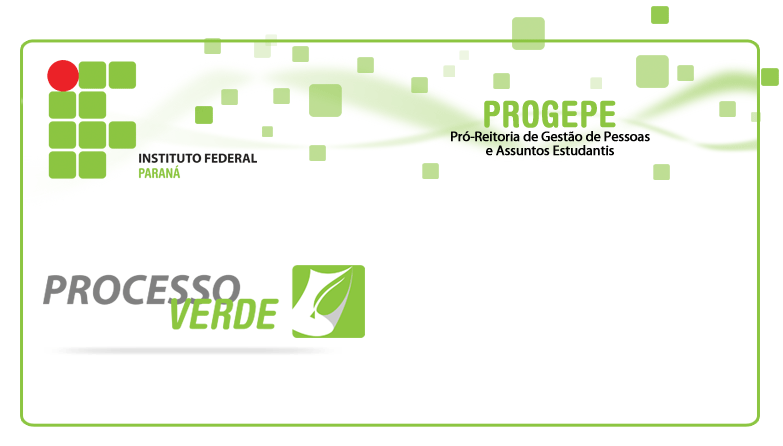 INSTITUTO FEDERAL
PARANÁ
PROGEPE
Pró-Reitoria de Gestão de Pessoas
e Assuntos Estudantis
PROCESSO
VERDE